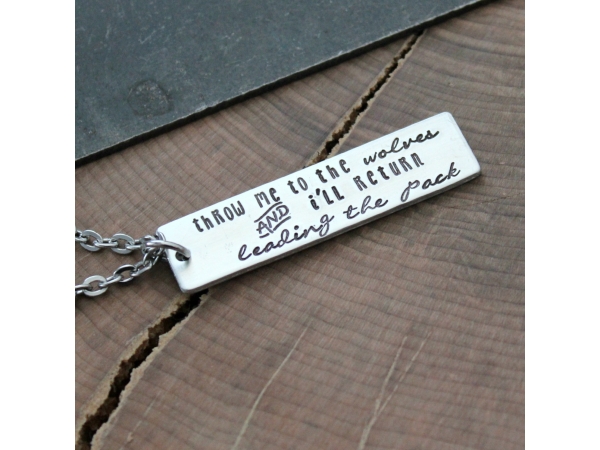 thROW ME to thE wolves
AND i'll REtURN
leading the pack